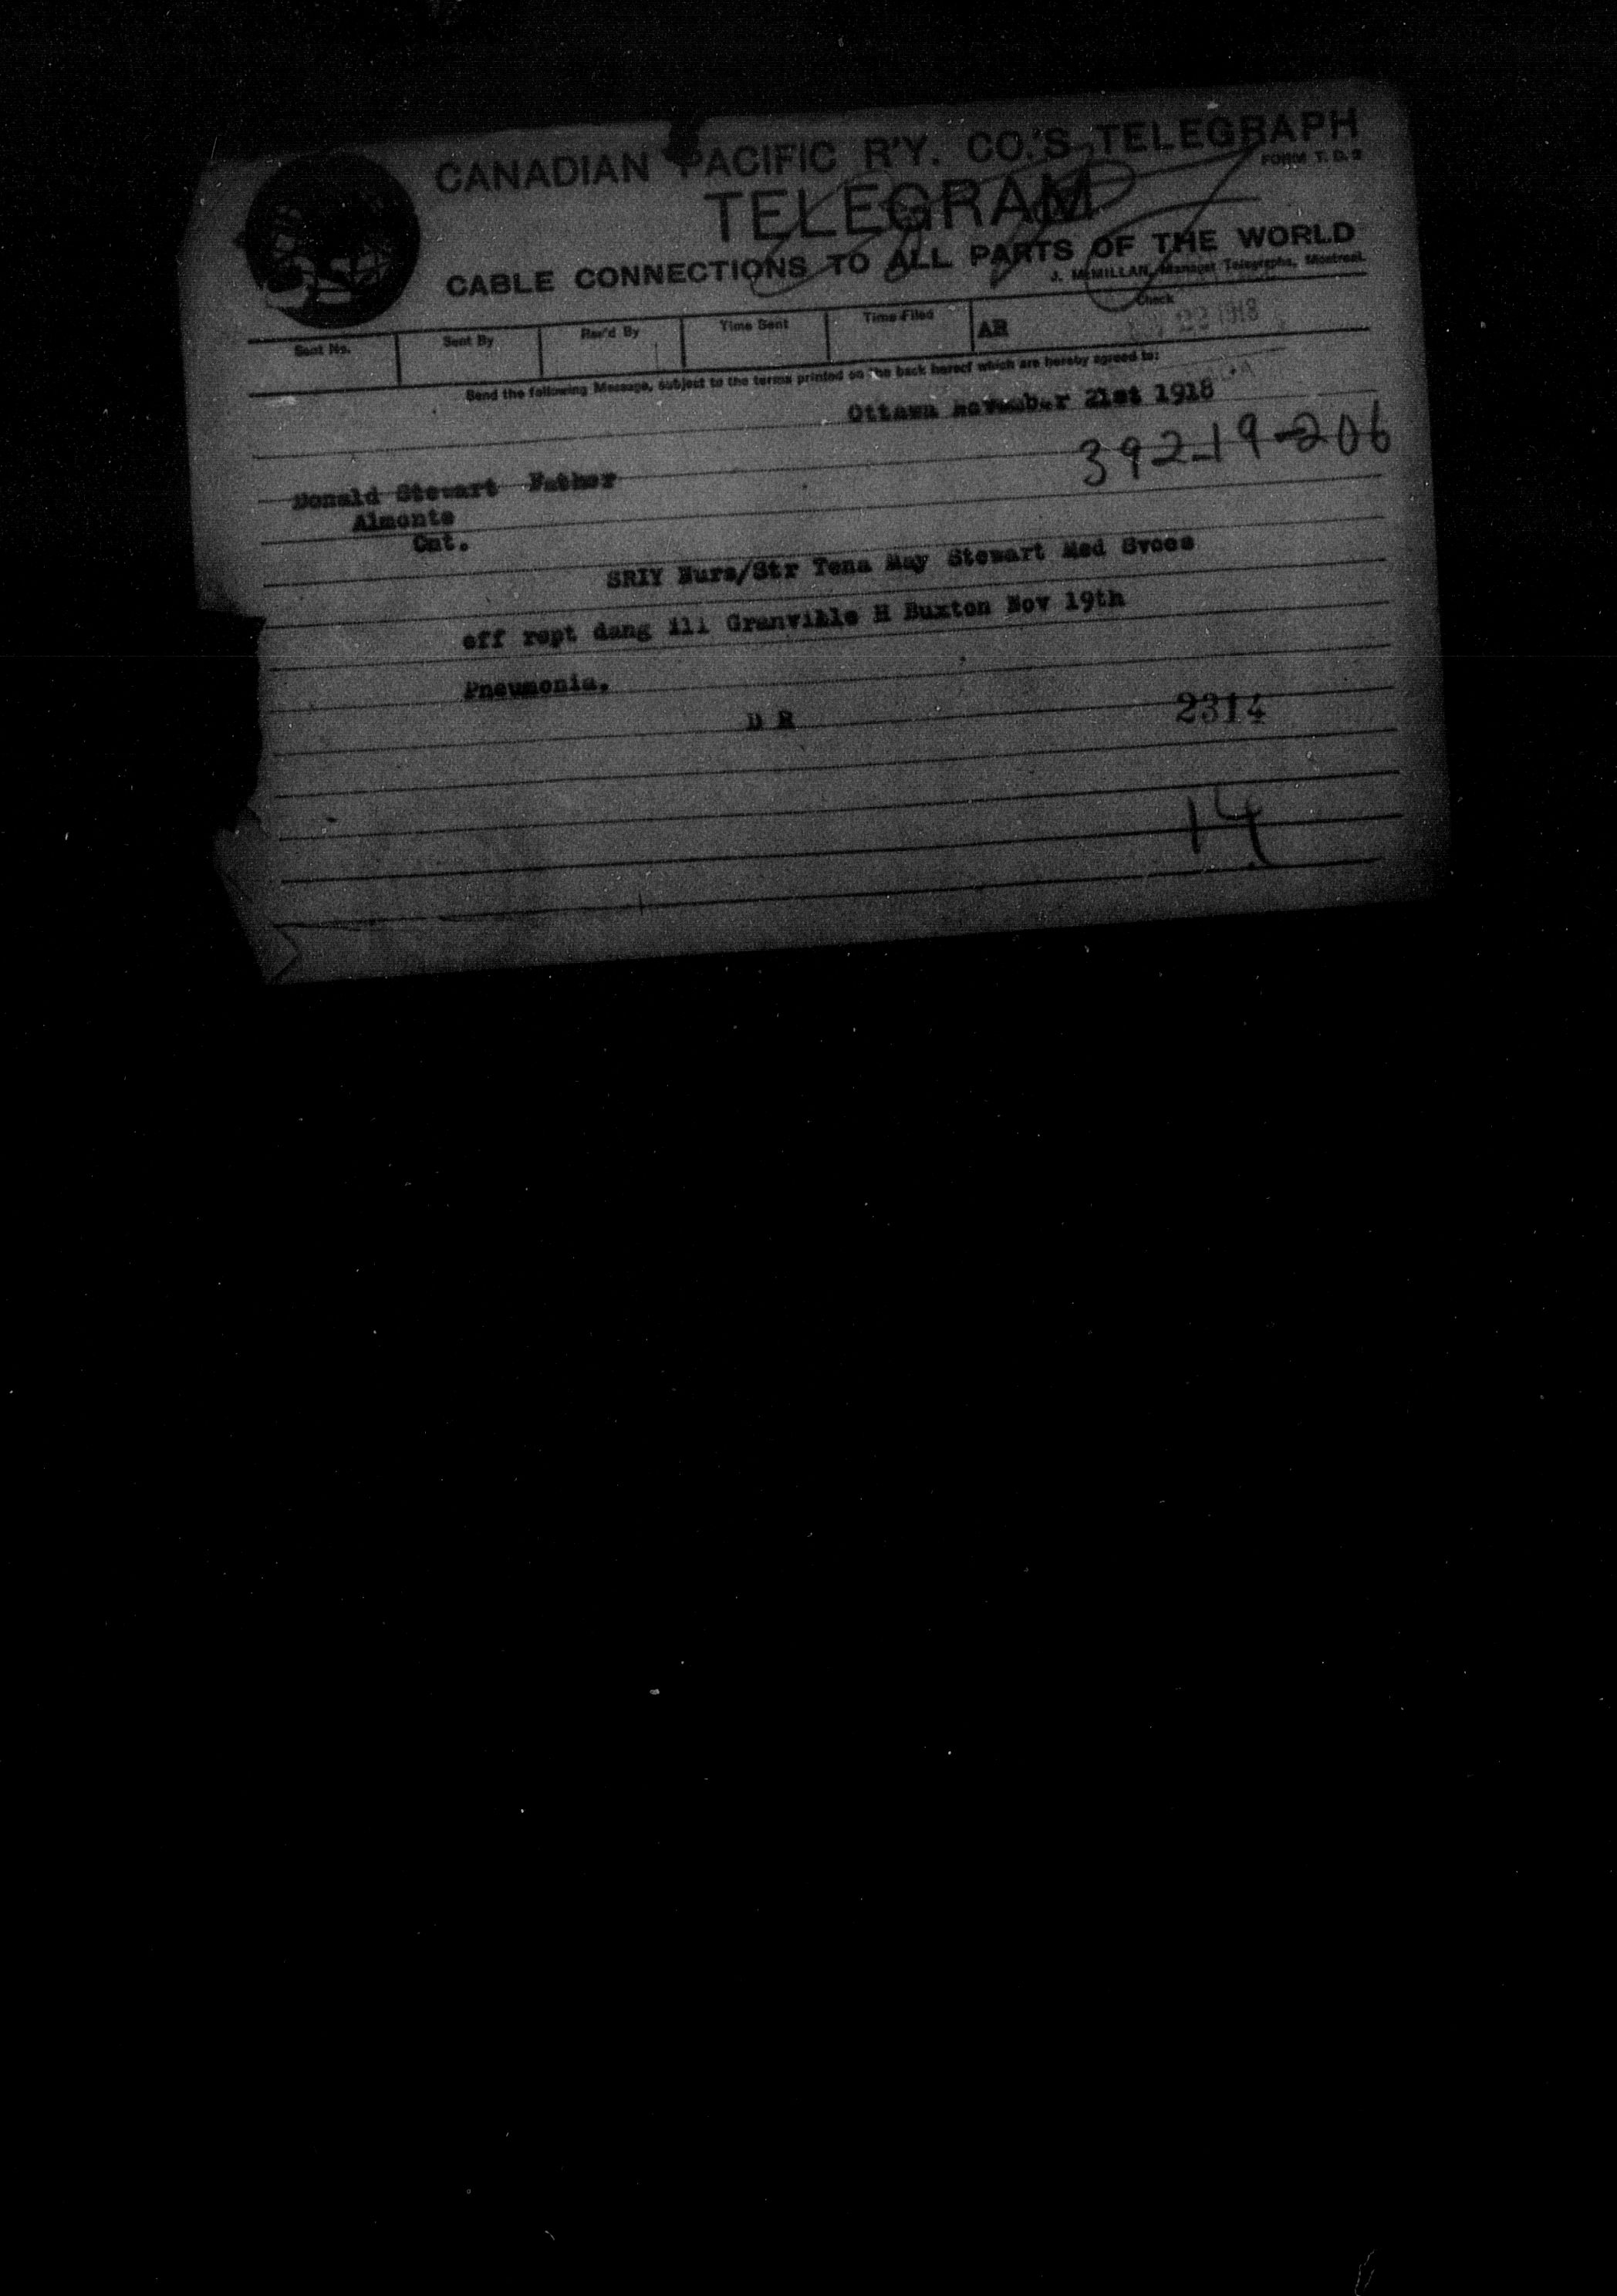 CANADIAN PACIFIC R'Y. CO.'S TELEGRAPH
FORM T. D. 2
TELEGRAM
CABLE CONNECTIONS TO ALL PARTS OF THE WORLD
J. McMILLAN, Manager Telegraphs, Montreal.
Sent No. Sent By Rec'd By Time Sent Time Filed AR Check
22 1918
Send the following Message, subject to the terms printed on the back hereof which are hereby agreed to:
Ottawa november 21st 1918
392-19-206
Donald Stewart Father
Almonte
Ont.
SRIY Nurs/Str Tena May Stewart Med Svces
off rept dang ill Granville H Buxton Nov 19th
Pneumonia.
D R
2314
14